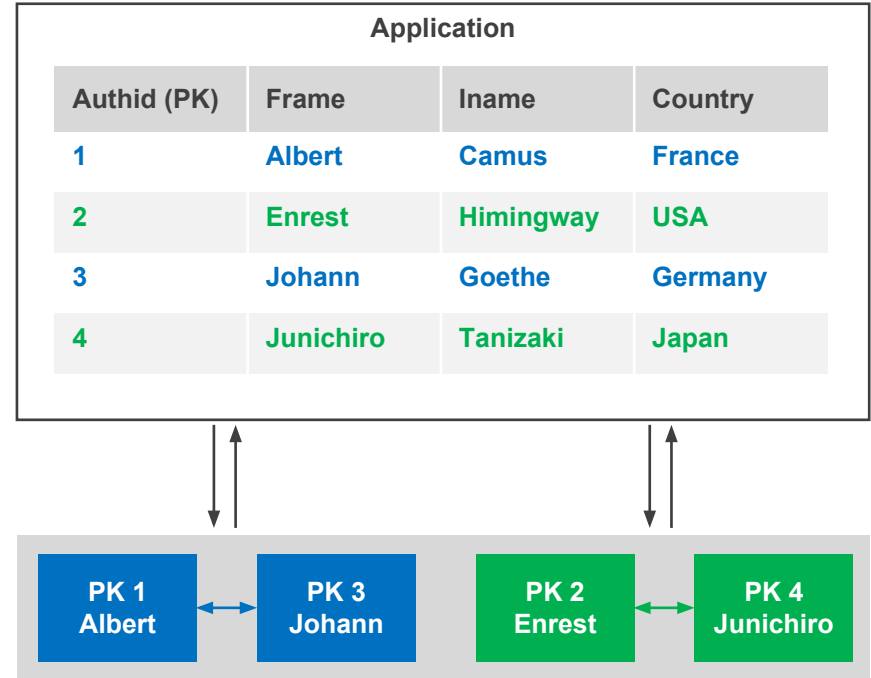 Application
Authid (PK) Frame Iname Country
1 Albert Camus France
2 Enrest Himingway USA
3 Johann Goethe Germany
4 Junichiro Tanizaki Japan
PK 1 PK 3 PK 2 PK 4
Albert Johann Enrest Junichiro